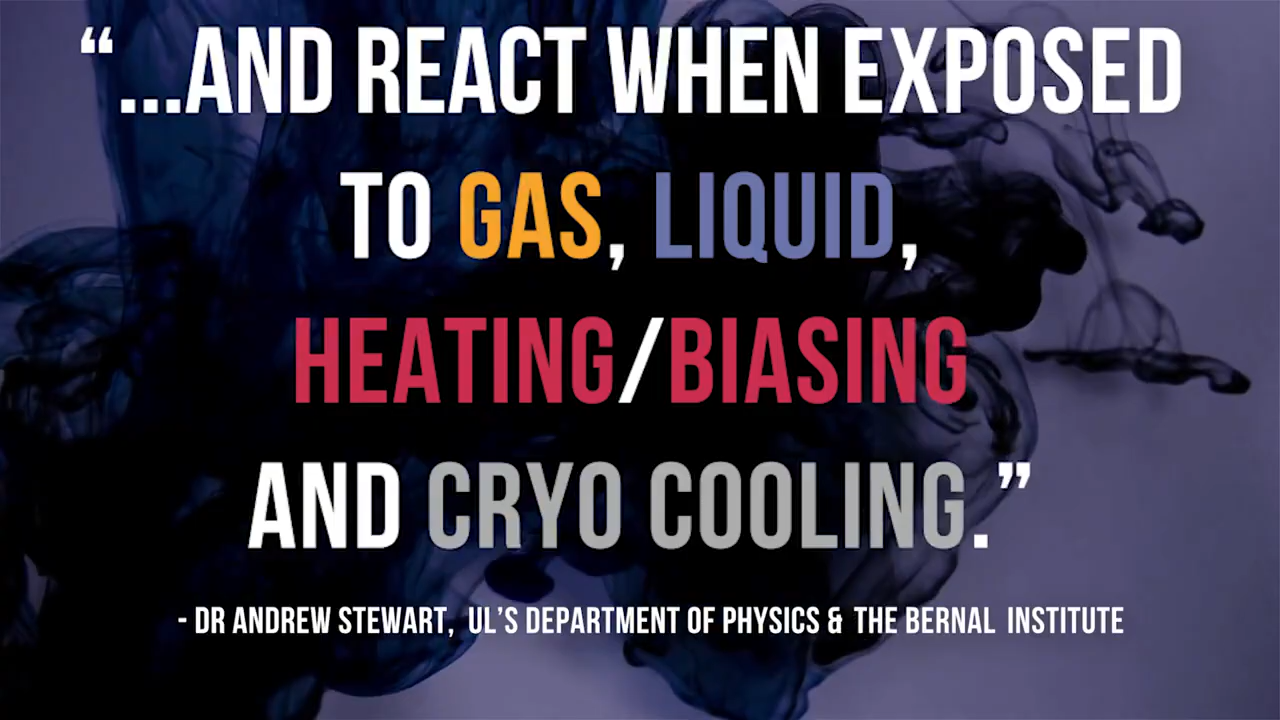 “...AND REACT WHEN EXPOSED
TO GAS, LIQUID,
HEATING/BIASING
AND CRYO COOLING.”
- DR ANDREW STEWART, UL’S DEPARTMENT OF PHYSICS & THE BERNAL INSTITUTE